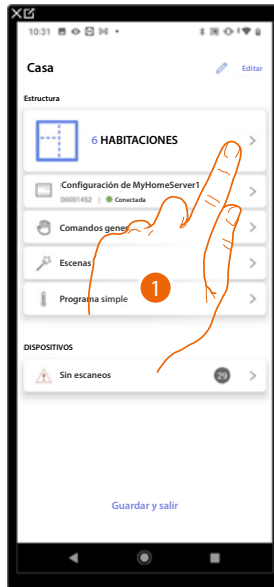 10:31
Casa
Editar
Estructura
6 HABITACIONES
Configuración de MyHomeServer1
00001452 | Conectada
Comandos gener
Escenas
Programa simple
1
DISPOSITIVOS
Sin escaneos 29
Guardar y salir